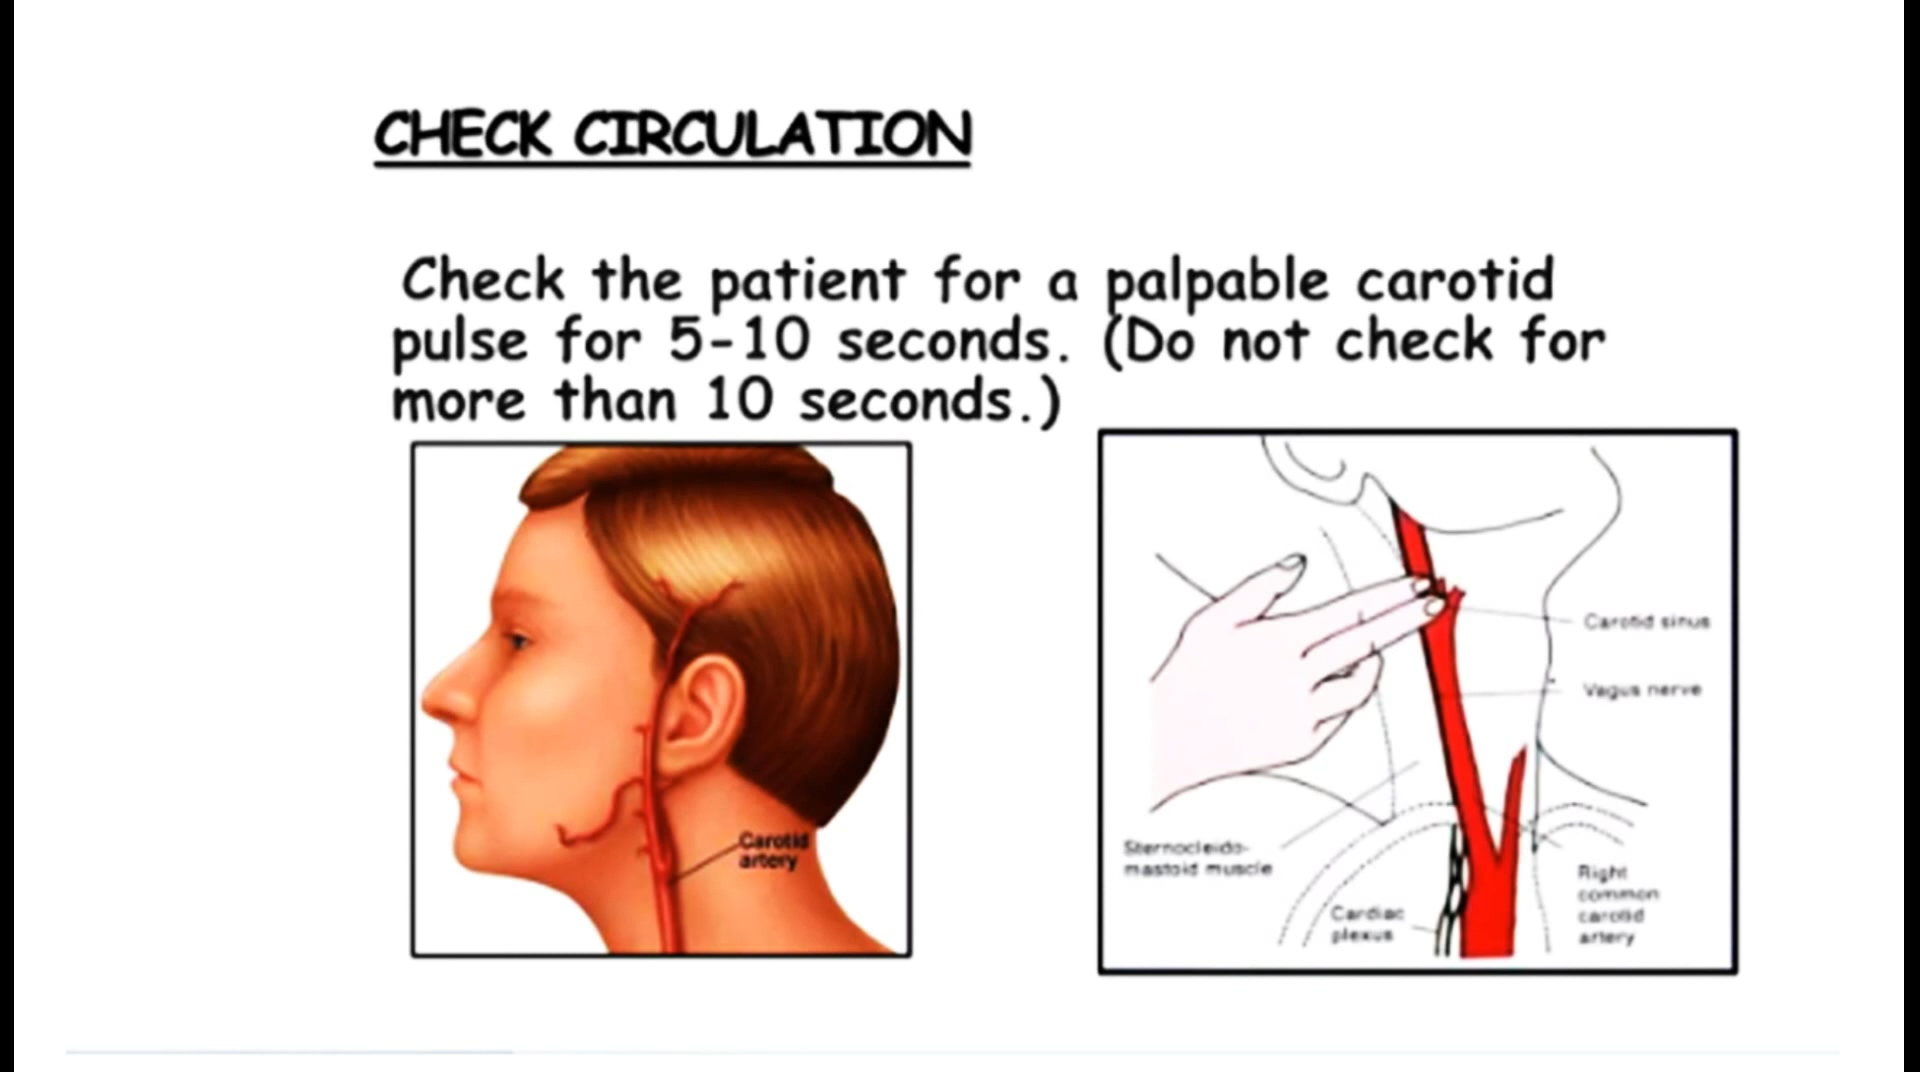 CHECK CIRCULATION
Check the patient for a palpable carotid
pulse for 5-10 seconds. (Do not check for
more than 10 seconds.)
Carotid
artery
Carotid sinus
Vagus nerve
Sternocleido-
mastoid muscle
Cardiac
plexus
Right
common
carotid
artery